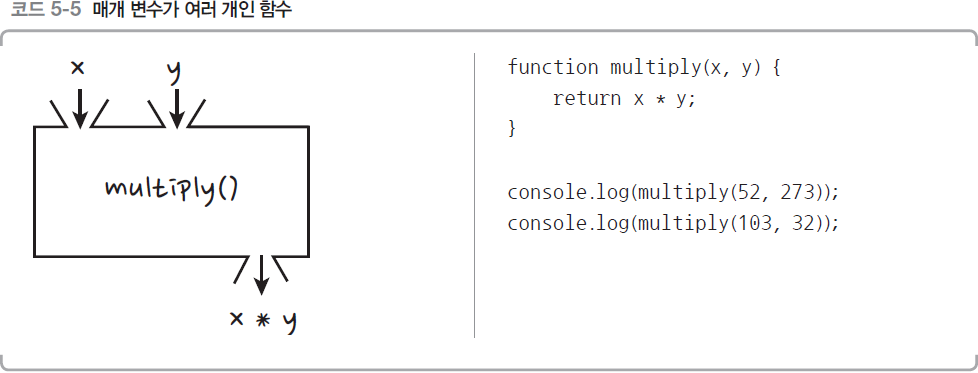 코드 5-5 매개 변수가 여러 개인 함수
x y
multiply()
x * y
function multiply(x, y) {
    return x * y;
}
console.log(multiply(52, 273));
console.log(multiply(103, 32));